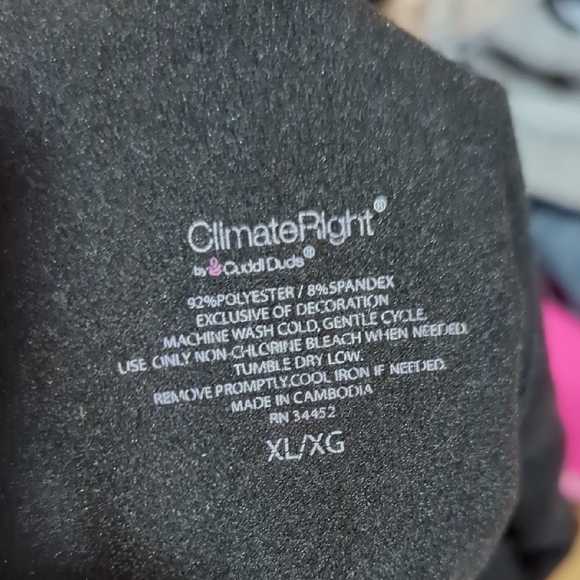 ClimateRight®
by Cuddl Duds®
92%POLYESTER / 8%SPANDEX
EXCLUSIVE OF DECORATION
MACHINE WASH COLD, GENTLE CYCLE.
USE ONLY NON-CHLORINE BLEACH WHEN NEEDED.
TUMBLE DRY LOW.
REMOVE PROMPTLY.COOL IRON IF NEEDED.
MADE IN CAMBODIA
RN 34452
XL/XG